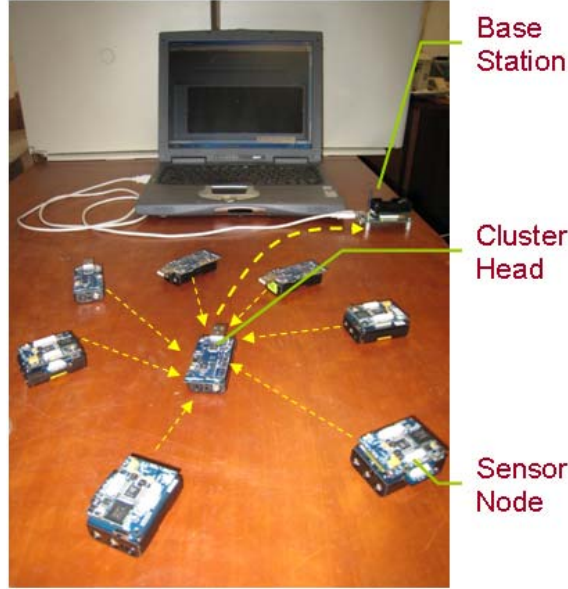 Base
Station
Cluster
Head
Sensor
Node